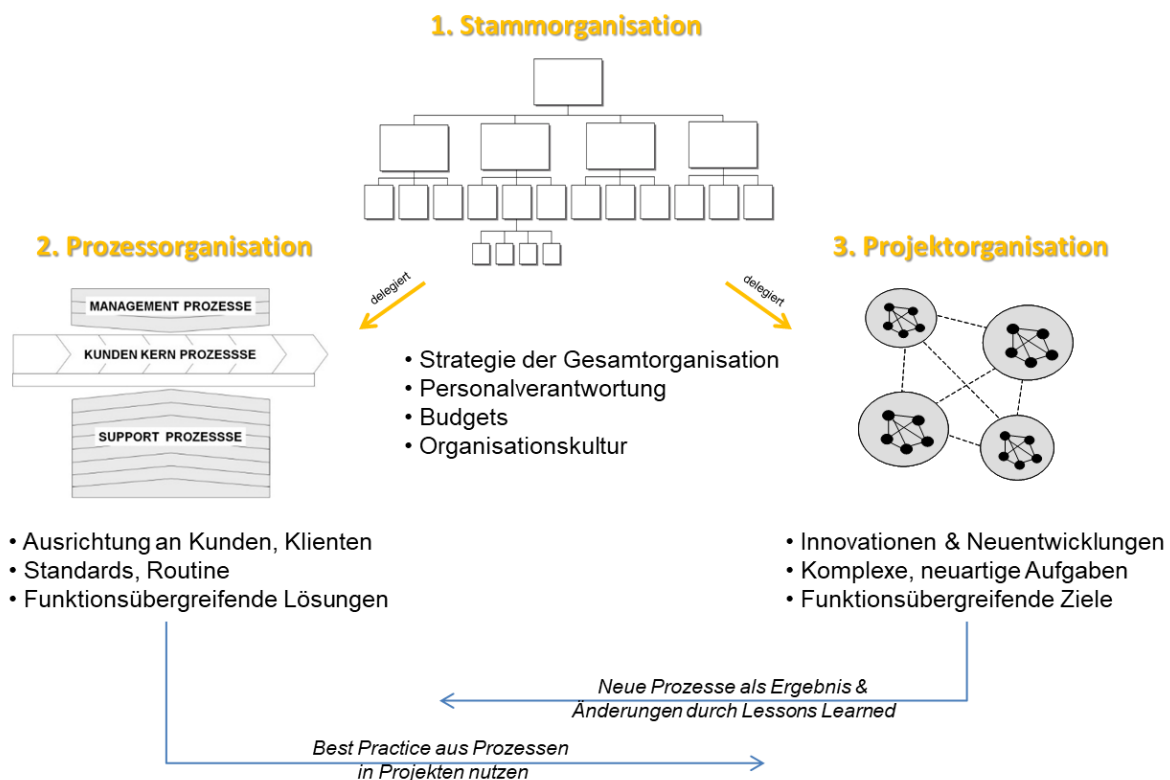 1. Stammorganisation
2. Prozessorganisation
3. Projektorganisation
delegiert
delegiert
MANAGEMENT PROZESSE
KUNDEN KERN PROZESSSE
SUPPORT PROZESSSE
• Strategie der Gesamtorganisation
• Personalverantwortung
• Budgets
• Organisationskultur
• Ausrichtung an Kunden, Klienten
• Standards, Routine
• Funktionsübergreifende Lösungen
• Innovationen & Neuentwicklungen
• Komplexe, neuartige Aufgaben
• Funktionsübergreifende Ziele
Neue Prozesse als Ergebnis &
Änderungen durch Lessons Learned
Best Practice aus Prozessen
in Projekten nutzen